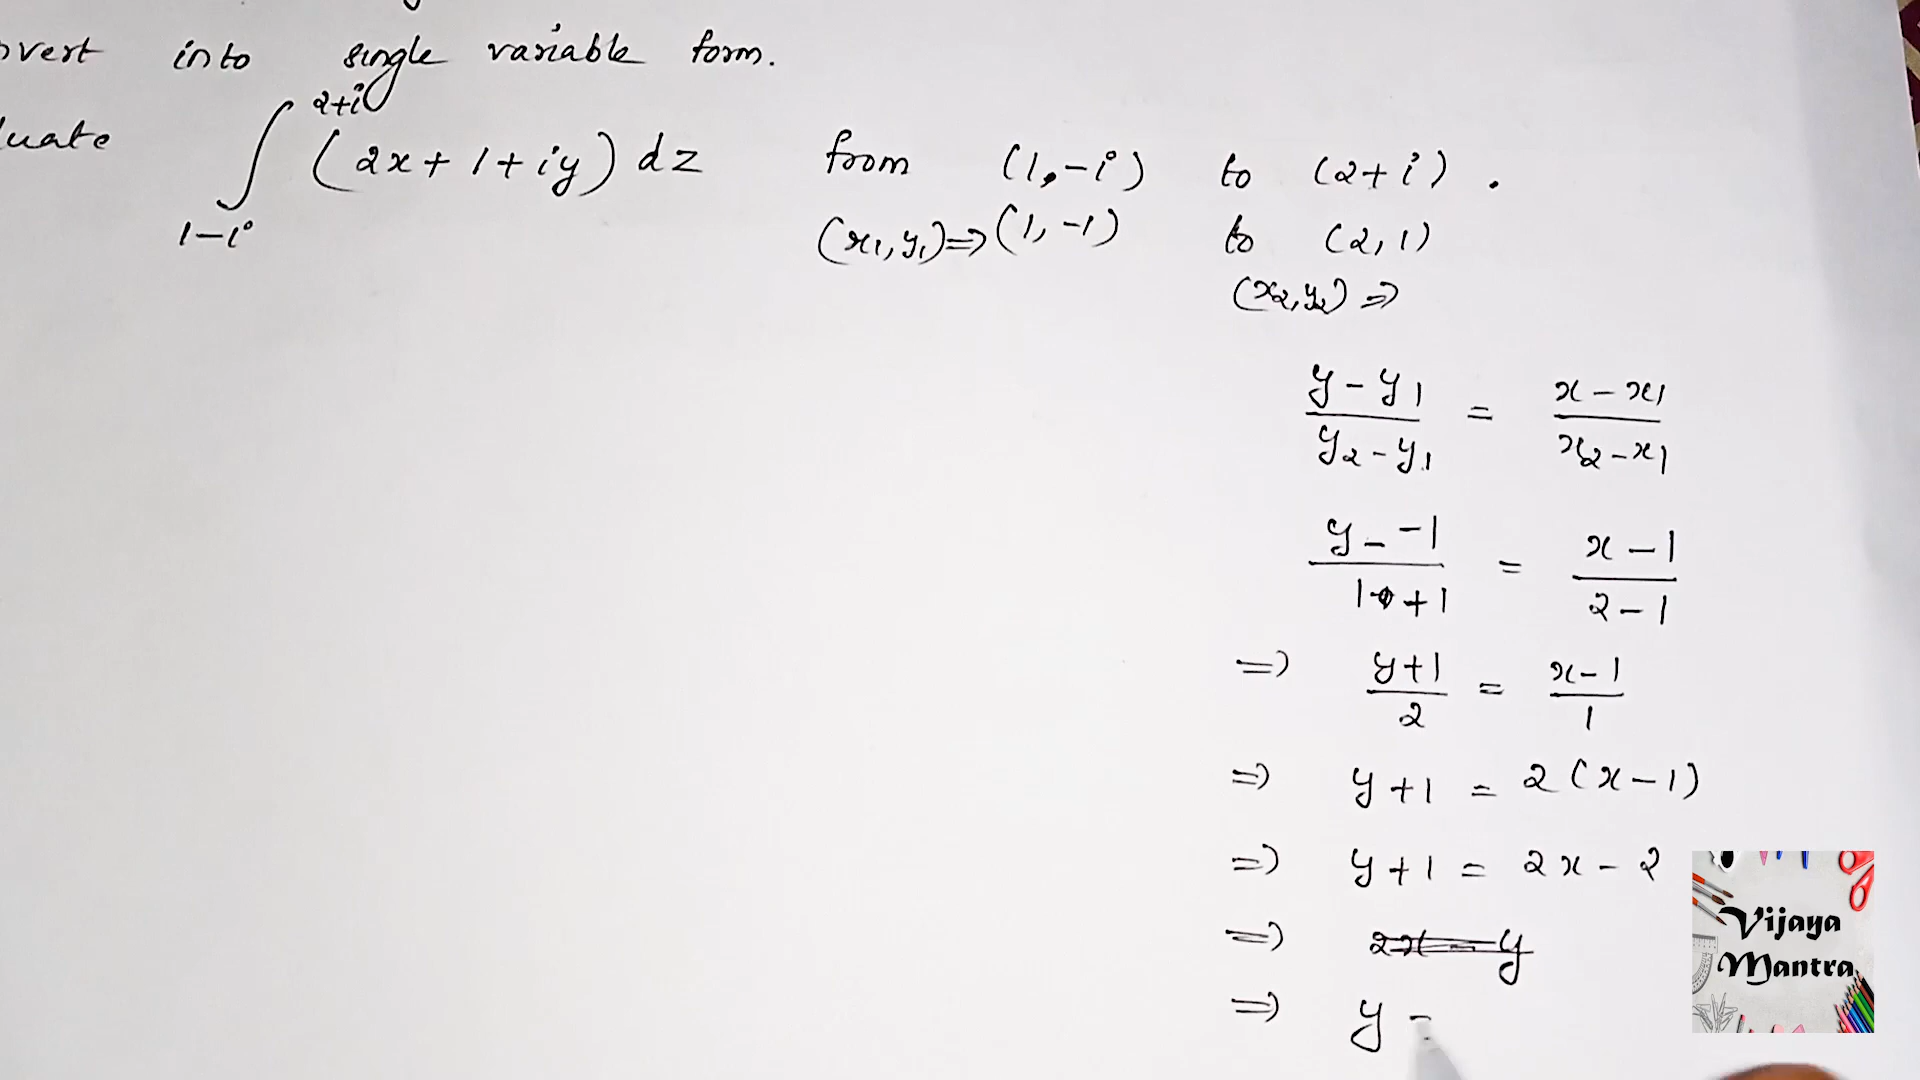 into single variable form.
∫ 1-i 2+i (2x+1+iy) dz from (1,-i) to (2+i).
(x1,y1)⇒(1,-1) to (2,1)
(x2,y2)⇒
y-y1/y2-y1 = x-x1/x2-x1
y--1/1+1 = x-1/2-1
⇒ y+1/2 = x-1/1
⇒ y+1 = 2(x-1)
⇒ y+1 = 2x-2
⇒ 2x-y
⇒ y =
Vijaya
Mantra